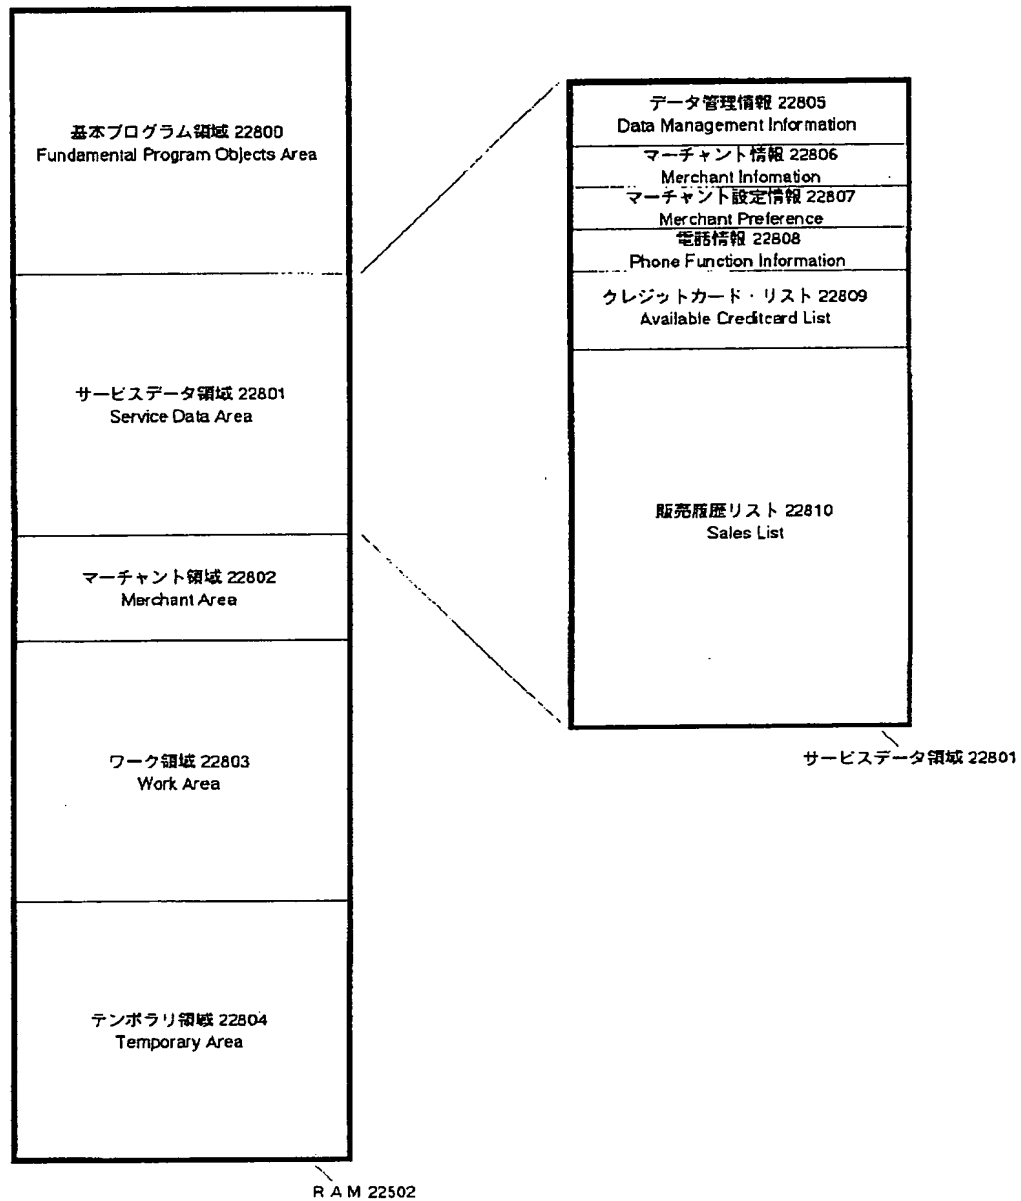 基本プログラム領域 22800
Fundamental Program Objects Area
サービスデータ領域 22801
Service Data Area
マーチャント領域 22802
Merchant Area
ワーク領域 22803
Work Area
テンポラリ領域 22804
Temporary Area
R A M 22502
データ管理情報 22805
Data Management Information
マーチャント情報 22806
Merchant Infomation
マーチャント設定情報 22807
Merchant Preference
電話情報 22808
Phone Function Information
クレジットカード・リスト 22809
Available Creditcard List
販売履歴リスト 22810
Sales List
サービスデータ領域 22801